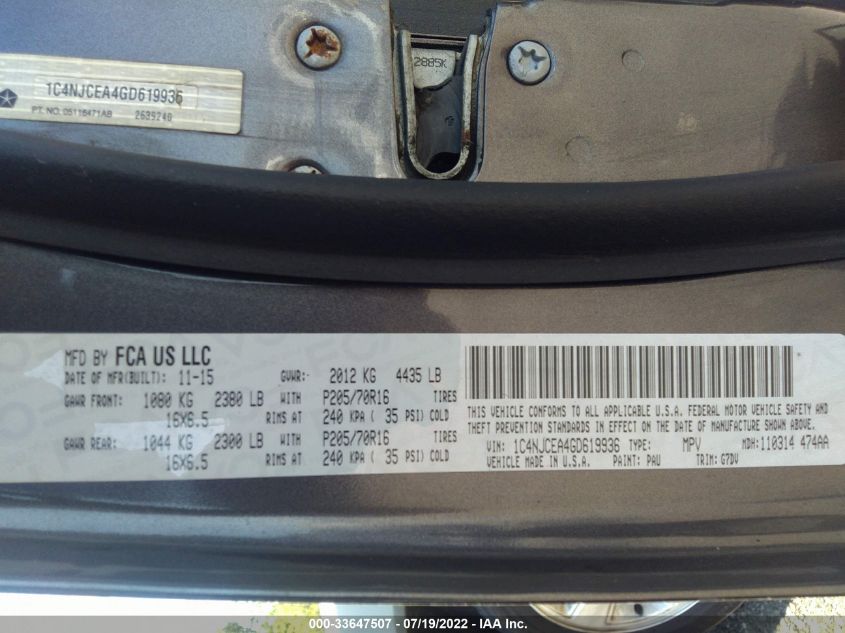 2885K
1C4NJCEA4GD619936
PT. NO. 05116471AB 2639240
MFD BY FCA US LLC
DATE OF MFR(BUILT): 11-15 GVWR: 2012 KG 4435 LB
GAWR FRONT: 1080 KG 2380 LB WITH P205/70R16 TIRES
16X6.5 RIMS AT 240 KPA ( 35 PSI) COLD
GAWR REAR: 1044 KG 2300 LB WITH P205/70R16 TIRES
16X6.5 RIMS AT 240 KPA ( 35 PSI) COLD
THIS VEHICLE CONFORMS TO ALL APPLICABLE U.S.A. FEDERAL MOTOR VEHICLE SAFETY AND
THEFT PREVENTION STANDARDS IN EFFECT ON THE DATE OF MANUFACTURE SHOWN ABOVE.
VIN: 1C4NJCEA4GD619936 TYPE: MPV MDH: 110314 474AA
VEHICLE MADE IN U.S.A. PAINT: PAU TRIM: G7DV
000-33647507 - 07/19/2022 - IAA Inc.